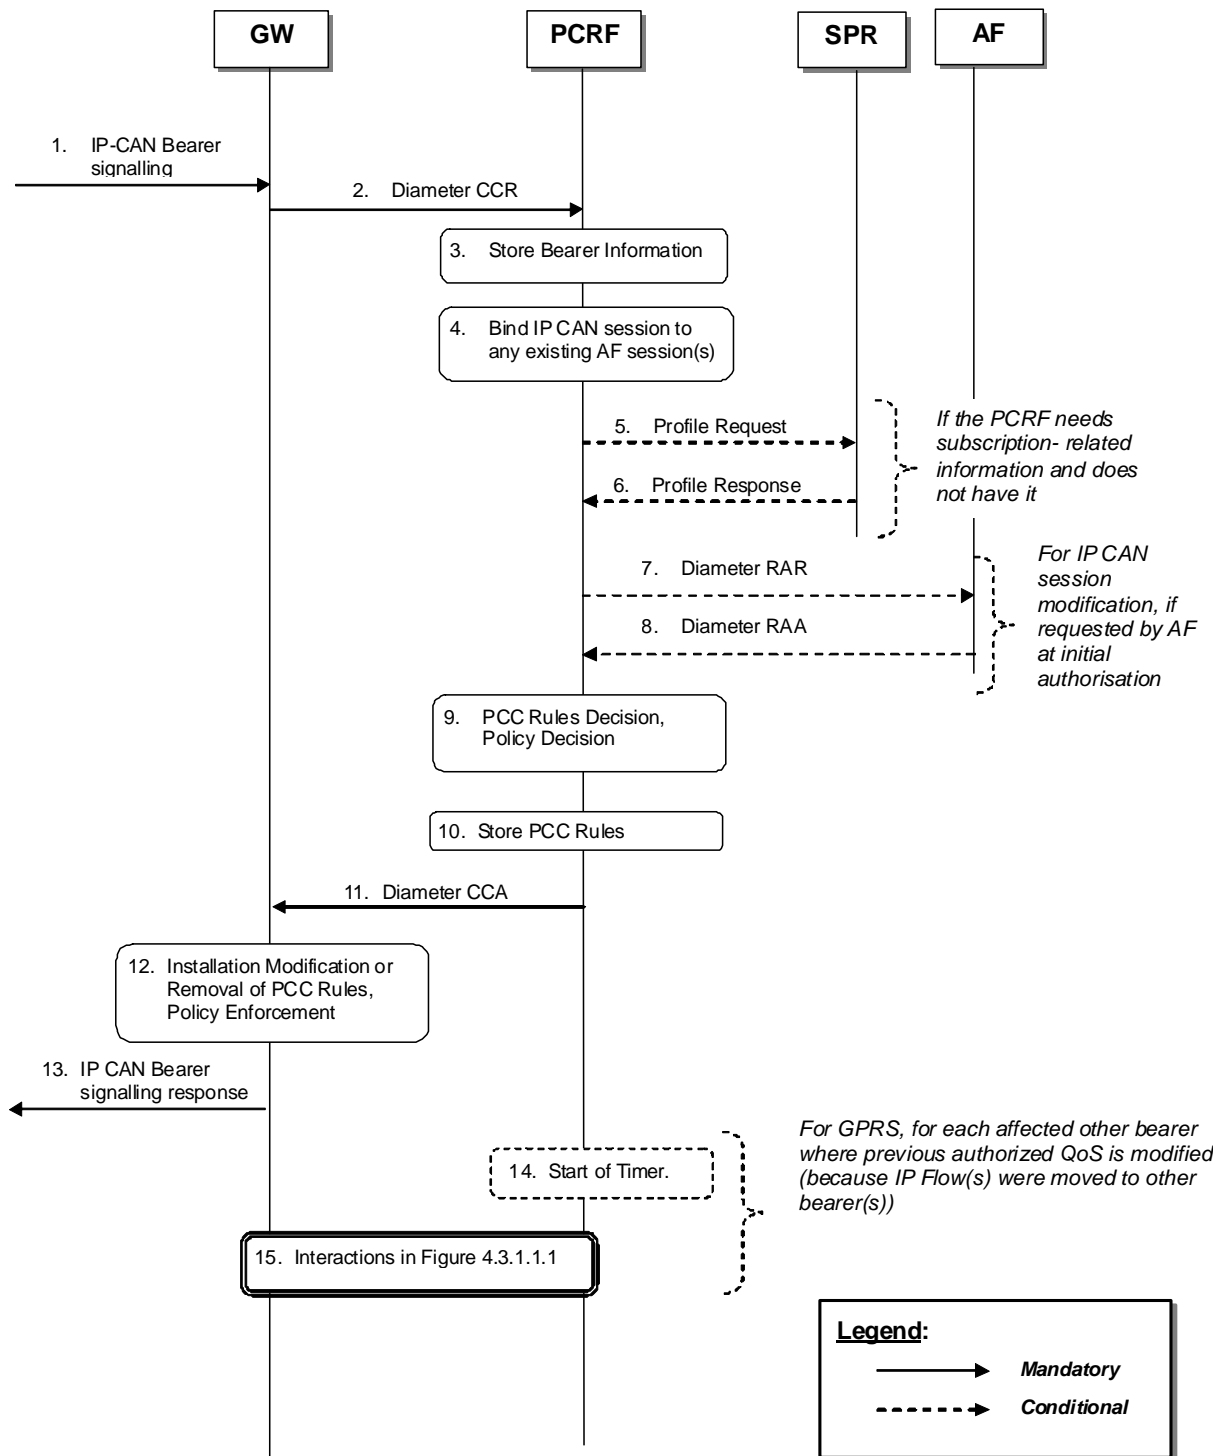 GW
PCRF
SPR
AF
1. IP-CAN Bearer
signalling
2. Diameter CCR
3. Store Bearer Information
4. Bind IP CAN session to
any existing AF session(s)
5. Profile Request
6. Profile Response
If the PCRF needs
subscription- related
information and does
not have it
7. Diameter RAR
8. Diameter RAA
For IP CAN
session
modification, if
requested by AF
at initial
authorisation
9. PCC Rules Decision,
Policy Decision
10. Store PCC Rules
11. Diameter CCA
12. Installation Modification or
Removal of PCC Rules,
Policy Enforcement
13. IP CAN Bearer
signalling response
For GPRS, for each affected other bearer
where previous authorized QoS is modified
(because IP Flow(s) were moved to other
bearer(s))
14. Start of Timer.
15. Interactions in Figure 4.3.1.1.1
Legend:
Mandatory
Conditional